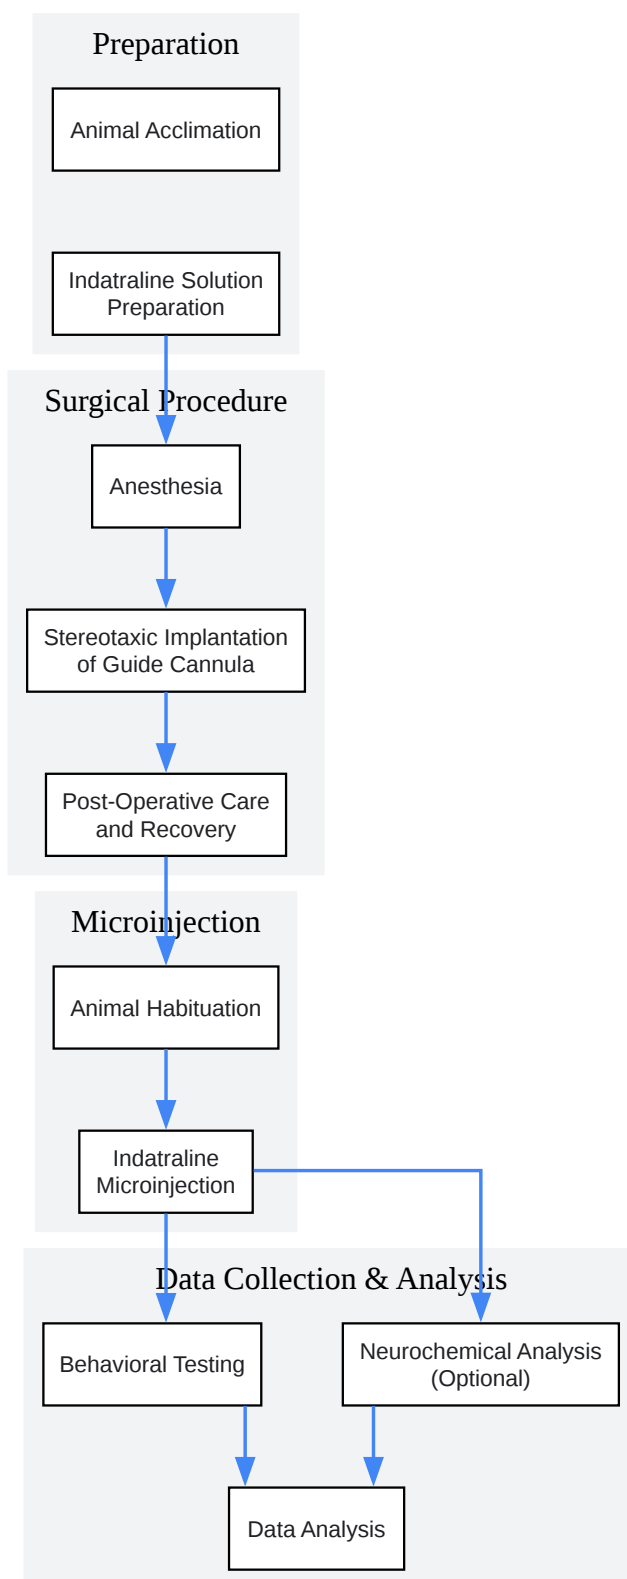 Preparation
Animal Acclimation
Indatraline Solution
Preparation
Surgical Procedure
Anesthesia
Stereotaxic Implantation
of Guide Cannula
Post-Operative Care
and Recovery
Microinjection
Animal Habituation
Indatraline
Microinjection
Data Collection & Analysis
Behavioral Testing
Neurochemical Analysis
(Optional)
Data Analysis